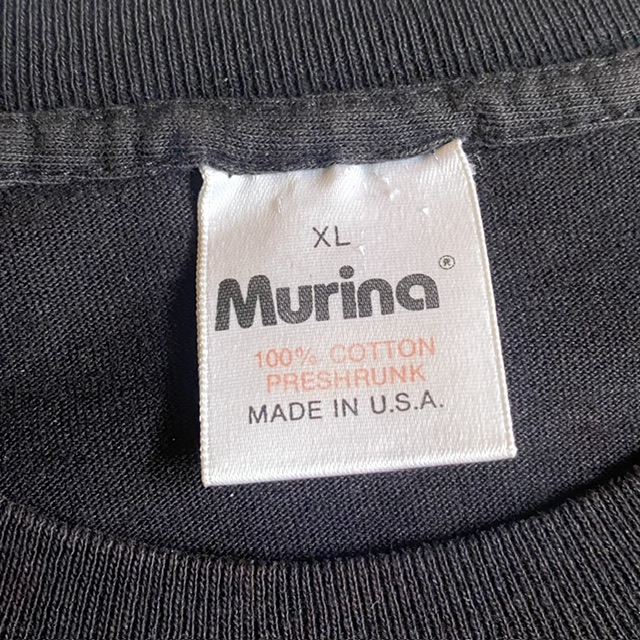 XL
Murina®
100% COTTON
PRESHRUNK
MADE IN U.S.A.